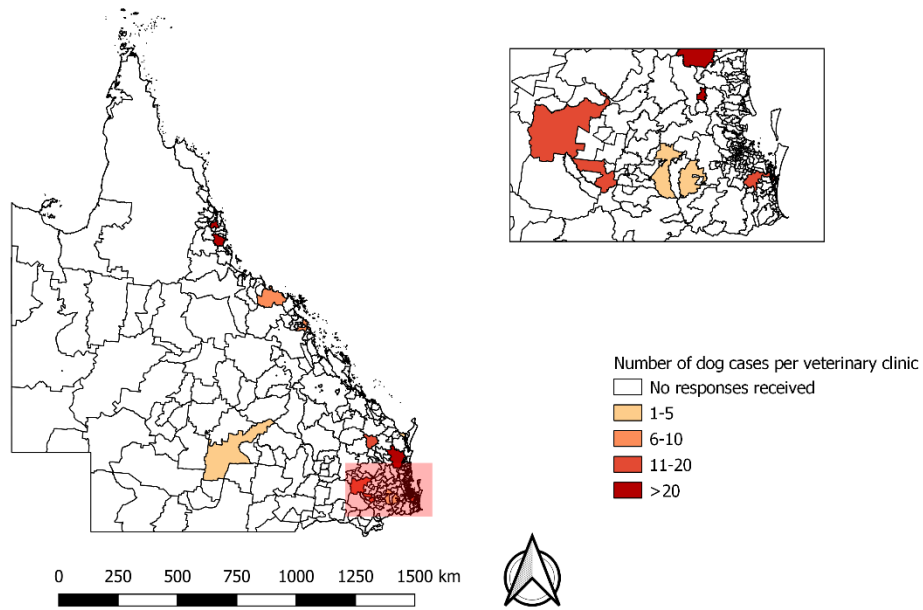 Number of dog cases per veterinary clinic
No responses received
1-5
6-10
11-20
>20
0 250 500 750 1000 1250 1500 km